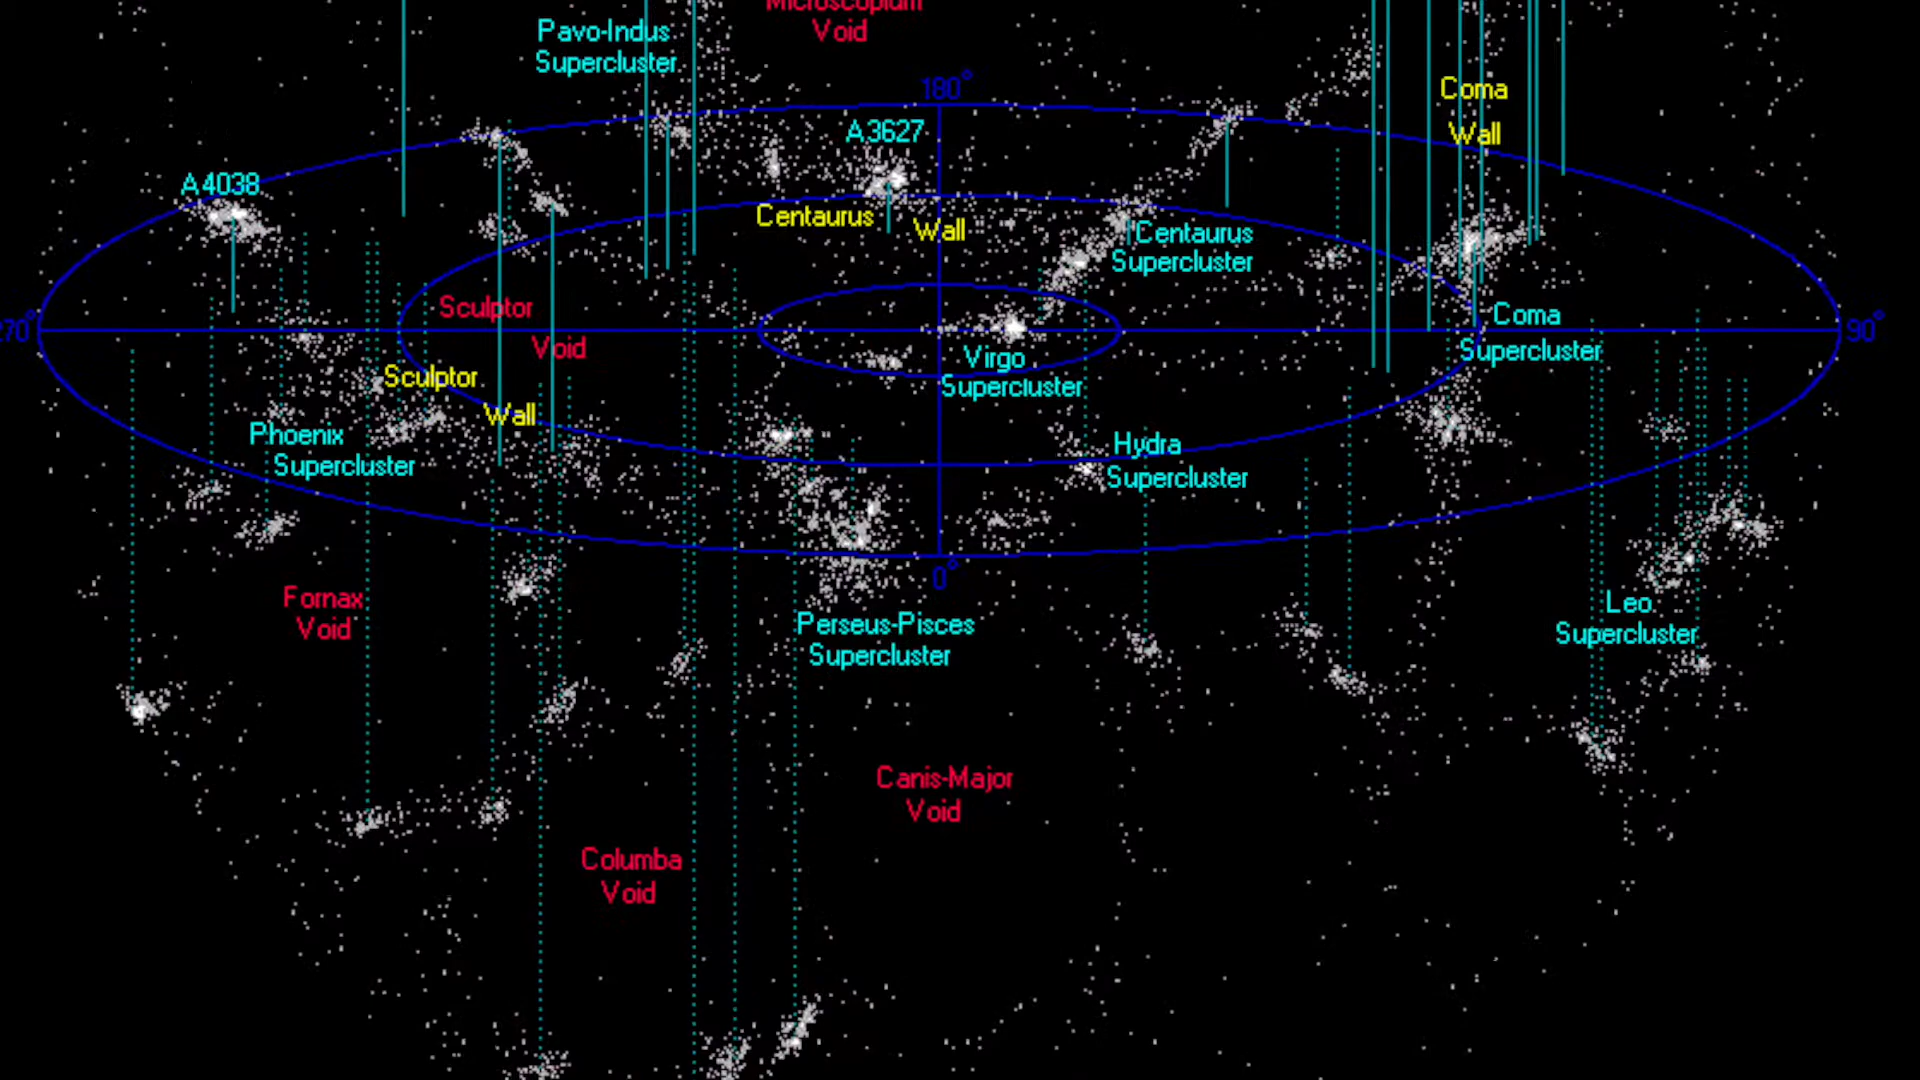 Microscopium
Void
Pavo-Indus
Supercluster
180°
Coma
Wall
A3627
A4038
Centaurus
Wall
Centaurus
Supercluster
Sculptor
Void
270°
90°
Coma
Supercluster
Virgo
Supercluster
Sculptor
Wall
Phoenix
Supercluster
Hydra
Supercluster
0°
Fornax
Void
Perseus-Pisces
Supercluster
Leo
Supercluster
Canis-Major
Void
Columba
Void